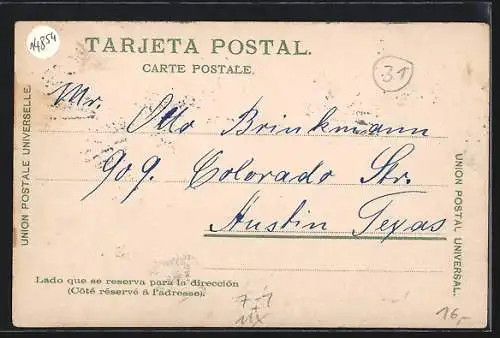 14854
TARJETA POSTAL.
CARTE POSTALE.
31
UNION POSTALE UNIVERSELLE.
Mr.
Otto Brinkmann
909. Colorado Str.
Austin Texas
UNION POSTAL UNIVERSAL.
Lado que se reserva para la dirección
(Côté réservé à l'adresse).
16,-